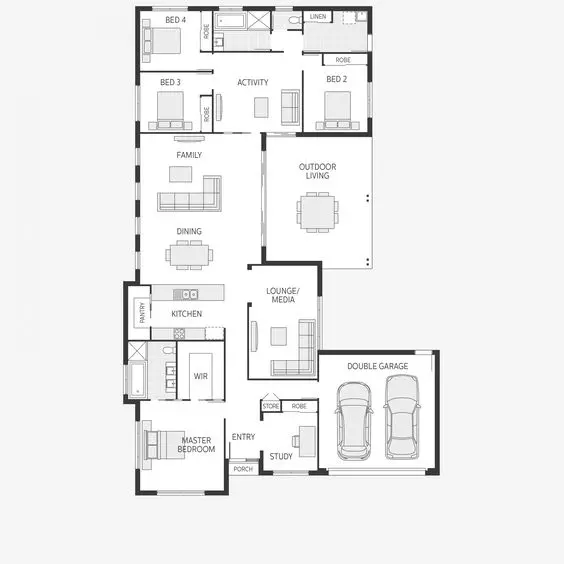 BED 4
ROBE
LINEN
ROBE
BED 3
ROBE
ACTIVITY
BED 2
FAMILY
OUTDOOR
LIVING
DINING
LOUNGE/
MEDIA
PANTRY
KITCHEN
WIR
DOUBLE GARAGE
STORE
ROBE
MASTER
BEDROOM
ENTRY
STUDY
PORCH